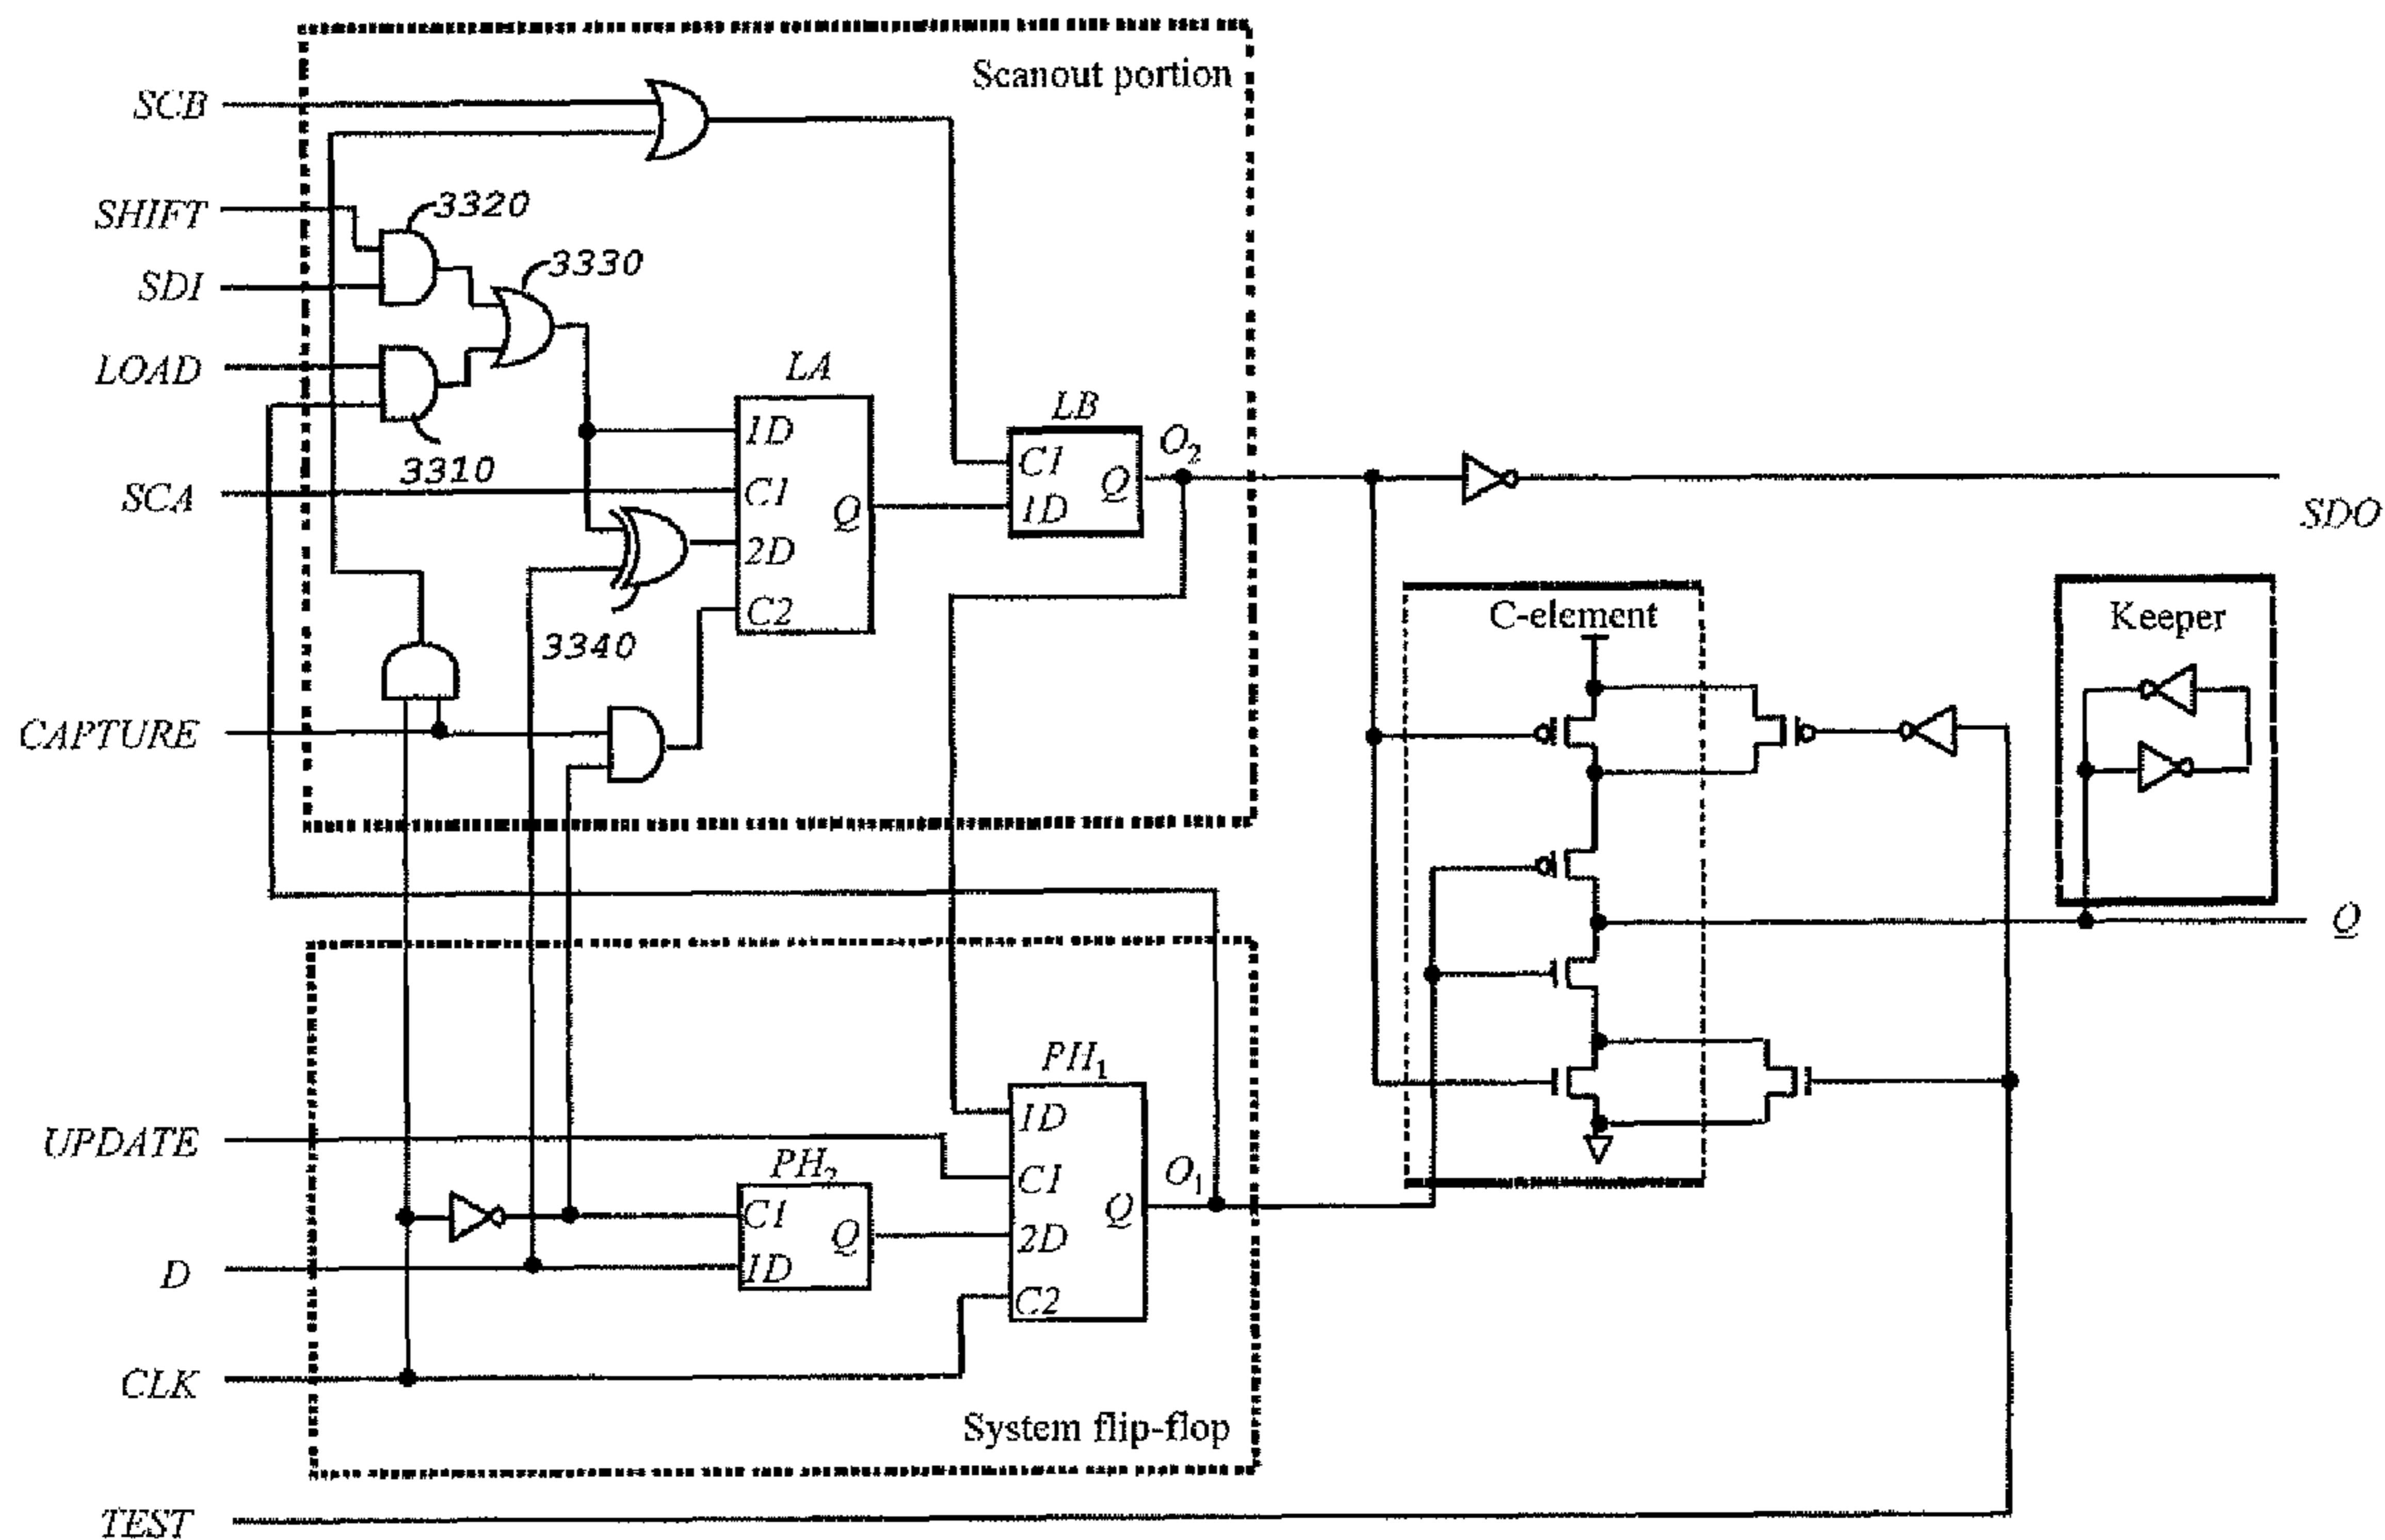 Scanout portion
SCB
SHIFT
3320
SDI
3330
LOAD
LA
3310
1D
LB
O2
SCA
C1
Q
C1
Q
1D
SDO
2D
C2
3340
C-element
Keeper
CAPTURE
Q
PH1
1D
UPDATE
PH2
C1
O1
C1
Q
Q
2D
D
1D
C2
CLK
System flip-flop
TEST